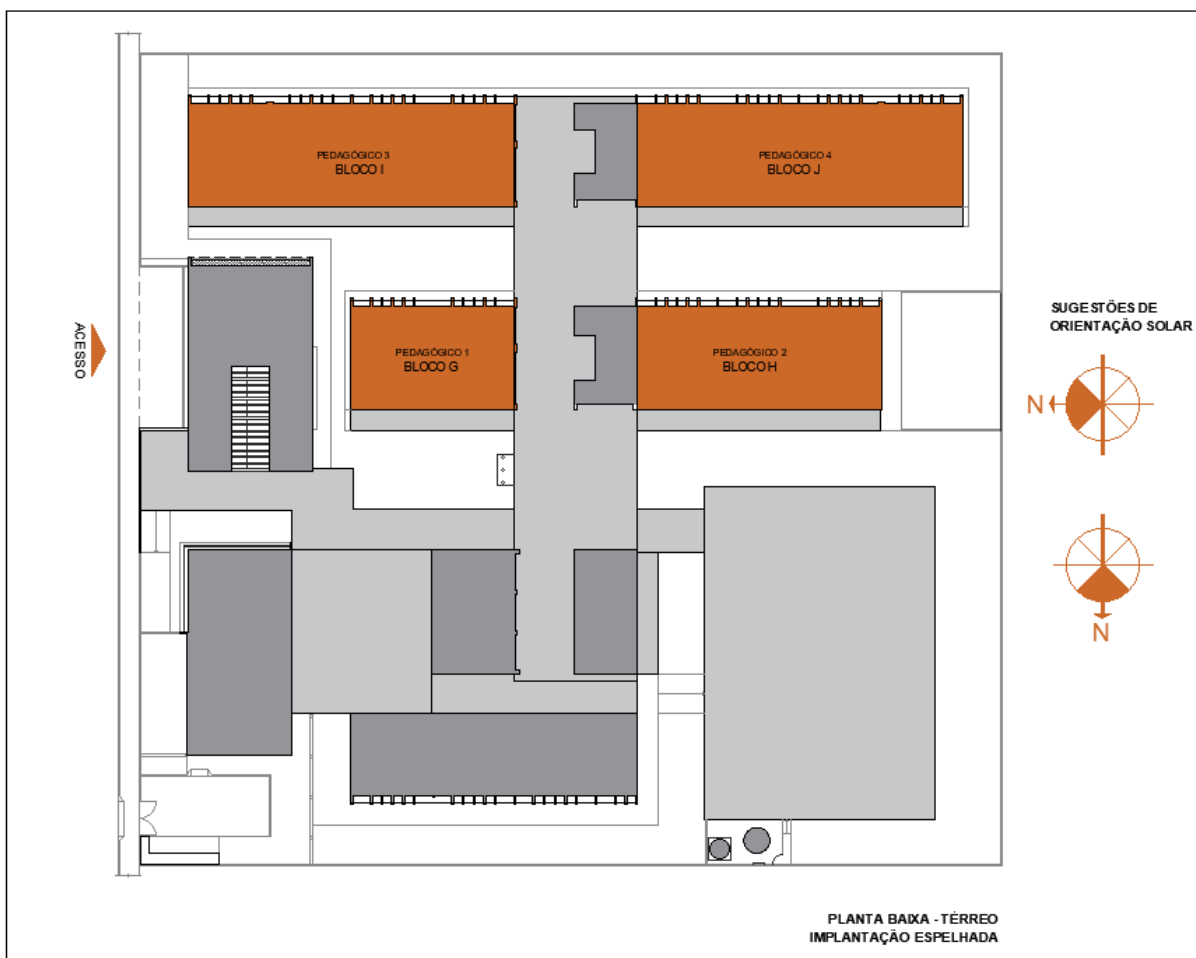 PEDAGÓGICO 3
BLOCO I
PEDAGÓGICO 4
BLOCO J
ACESSO
PEDAGÓGICO 1
BLOCO G
PEDAGÓGICO 2
BLOCO H
SUGESTÕES DE
ORIENTAÇÃO SOLAR
N
N
PLANTA BAIXA - TÉRREO
IMPLANTAÇÃO ESPELHADA